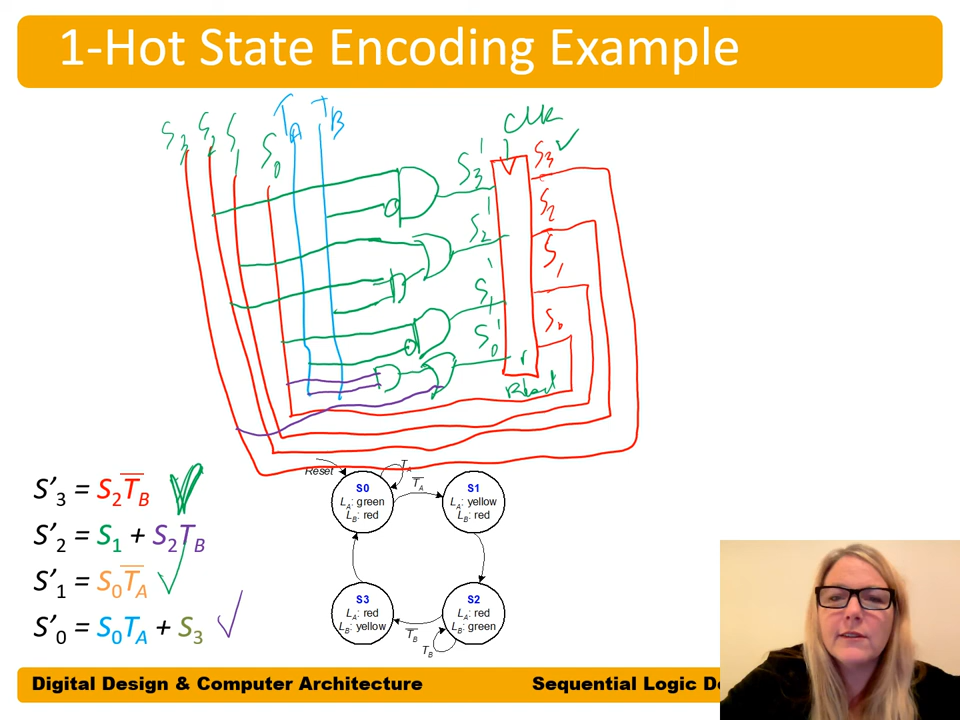 1-Hot State Encoding Example
S3 S2 S1 S0 TA TB
Clk
S3' S3
S2' S2
S1' S1
S0' S0
r
Reset
Reset
TA
T̅A̅
S0
LA: green
LB: red
S1
LA: yellow
LB: red
S3
LA: red
LB: yellow
S2
LA: red
LB: green
T̅B̅
TB
S'3 = S2T̅B̅
S'2 = S1 + S2TB
S'1 = S0T̅A̅
S'0 = S0TA + S3
Digital Design & Computer Architecture
Sequential Logic De